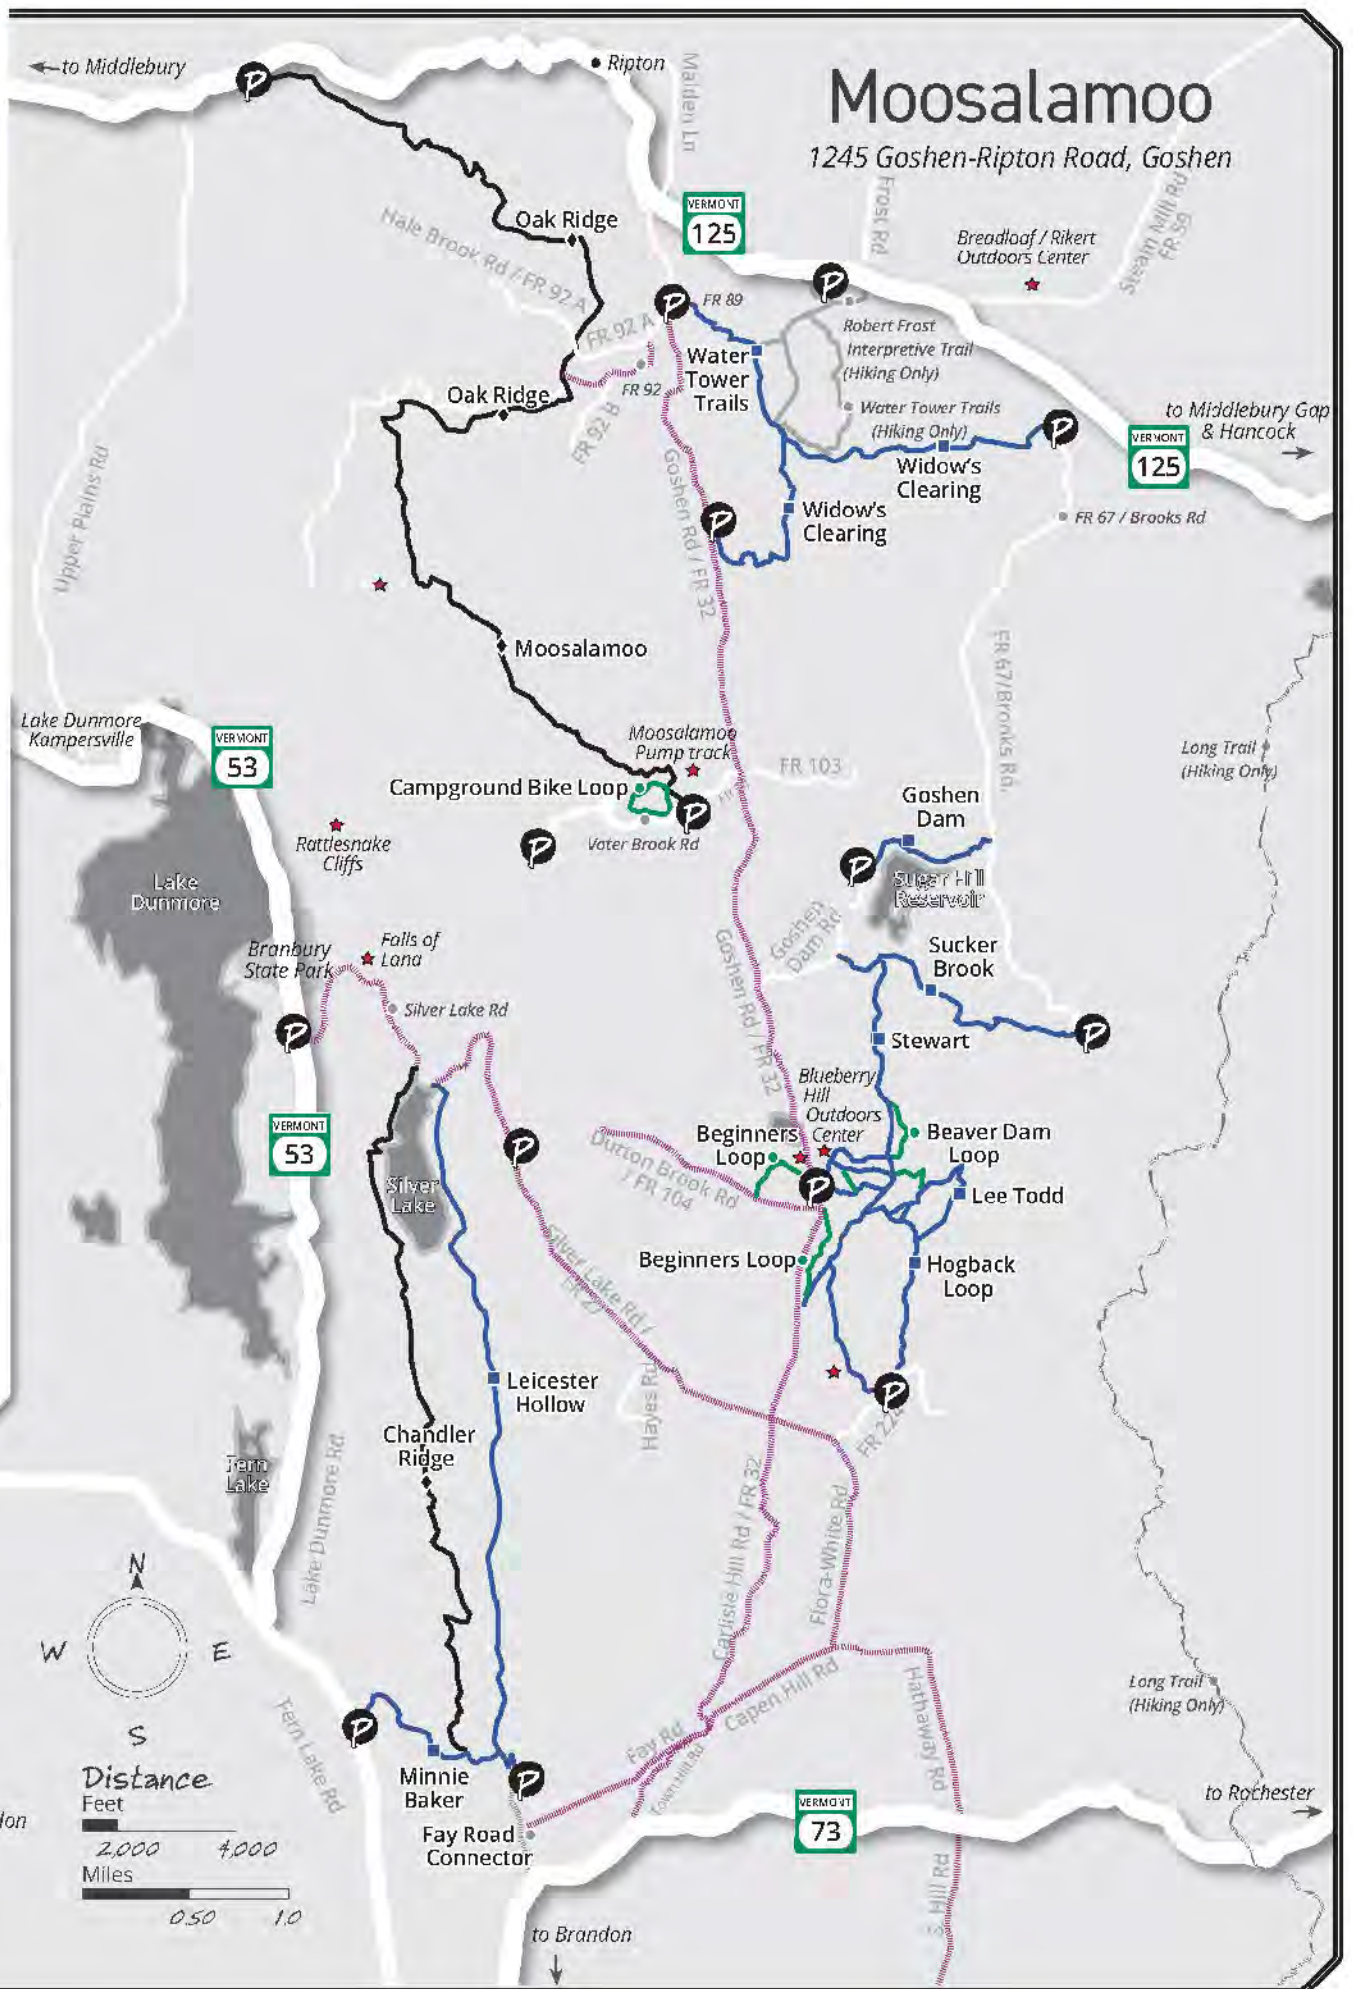 ←to Middlebury
Ripton
Moosalamoo
1245 Goshen-Ripton Road, Goshen
Maiden Ln
VERMONT
125
Frost Rd
Breadloaf / Rikert
Outdoors Center
Steam Mill Rd
FR 59
Oak Ridge
Hale Brook Rd / FR 92 A
FR 89
FR 92 A
Robert Frost
Interpretive Trail
(Hiking Only)
Water
Tower
Trails
FR 92
Oak Ridge
FR 92 B
Water Tower Trails
(Hiking Only)
to Middlebury Gap
& Hancock
VERMONT
125
Widow's
Clearing
Widow's
Clearing
FR 67 / Brooks Rd
Upper Plains Rd
Goshen Rd / FR 32
Moosalamoo
FR 67/Brooks Rd.
Lake Dunmore
Kampersville
VERMONT
53
Moosalamoo
Pump track
Long Trail
(Hiking Only)
FR 103
Campground Bike Loop
Goshen
Dam
Voter Brook Rd
Rattlesnake
Cliffs
Lake
Dunmore
Sugar Hill
Reservoir
Goshen
Dam Rd
Branbury
State Park
Falls of
Lana
Sucker
Brook
Goshen Rd / FR 32
Silver Lake Rd
Stewart
Blueberry
Hill
Outdoors
Center
VERMONT
53
Beginners
Loop
Beaver Dam
Loop
Dutton Brook Rd
/ FR 104
Silver
Lake
Lee Todd
Beginners Loop
Hogback
Loop
Silver Lake Rd /
FR 27
Leicester
Hollow
Hayes Rd
Chandler
Ridge
FR 224
Fern
Lake
Lake Dunmore Rd
Carlisle Hill Rd / FR 32
Flora-White Rd
N
W
E
S
Capen Hill Rd
Hathaway Rd
Long Trail
(Hiking Only)
Fern Lake Rd
Fay Rd
Town Hill Rd
Distance
Feet
2,000
4,000
Miles
0.50
1.0
Minnie
Baker
Fay Road
Connector
VERMONT
73
to Rochester
to Brandon